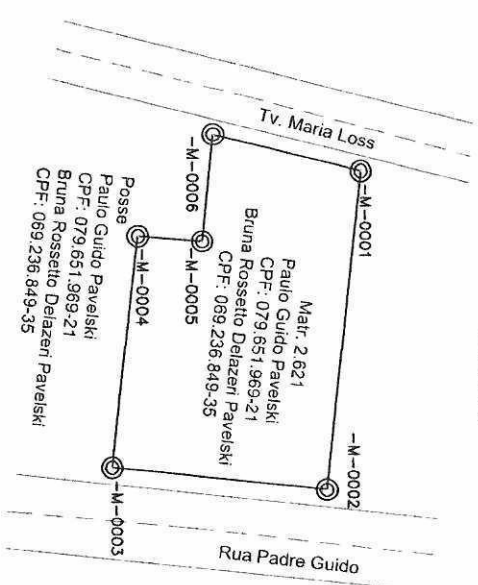 Tv. Maria Loss
-M-0001
-M-0006
Matr. 2.621
Paulo Guido Pavelski
CPF: 079.651.969-21
Bruna Rossetto Delazeri Pavelski
CPF: 069.236.849-35
-M-0002
-M-0005
-M-0004
Posse
Paulo Guido Pavelski
CPF: 079.651.969-21
Bruna Rossetto Delazeri Pavelski
CPF: 069.236.849-35
-M-0003
Rua Padre Guido